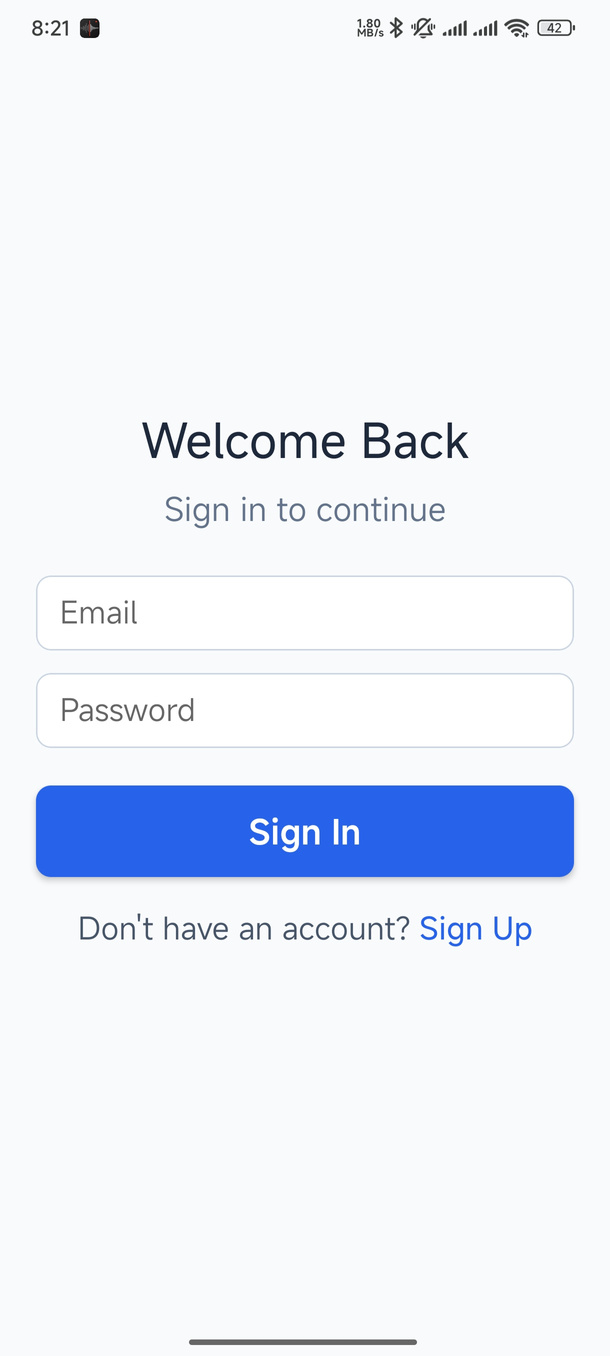 8:21
1.80
MB/s
42
Welcome Back
Sign in to continue
Email
Password
Sign In
Don't have an account? Sign Up